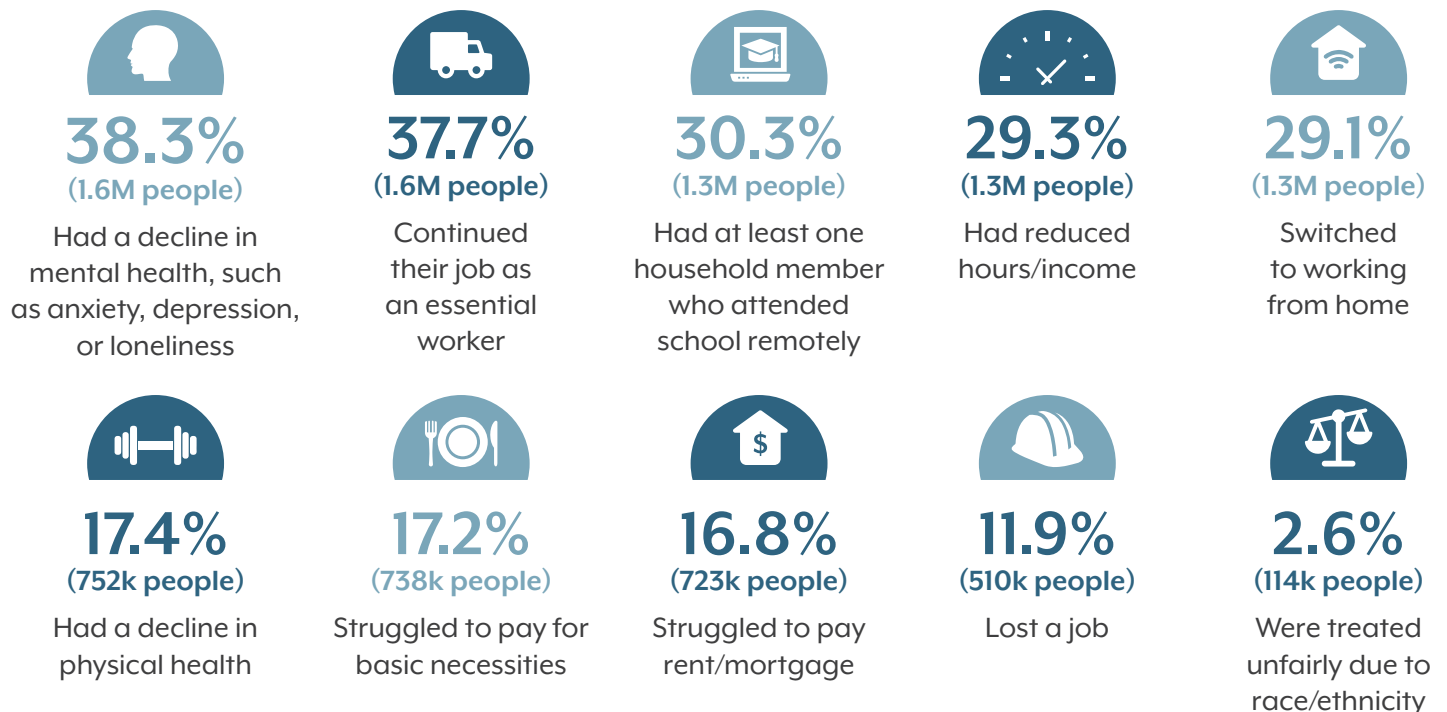 38.3%
(1.6M people)
Had a decline in
mental health, such
as anxiety, depression,
or loneliness
37.7%
(1.6M people)
Continued
their job as
an essential
worker
30.3%
(1.3M people)
Had at least one
household member
who attended
school remotely
29.3%
(1.3M people)
Had reduced
hours/income
29.1%
(1.3M people)
Switched
to working
from home
17.4%
(752k people)
Had a decline in
physical health
17.2%
(738k people)
Struggled to pay for
basic necessities
$
16.8%
(723k people)
Struggled to pay
rent/mortgage
11.9%
(510k people)
Lost a job
2.6%
(114k people)
Were treated
unfairly due to
race/ethnicity